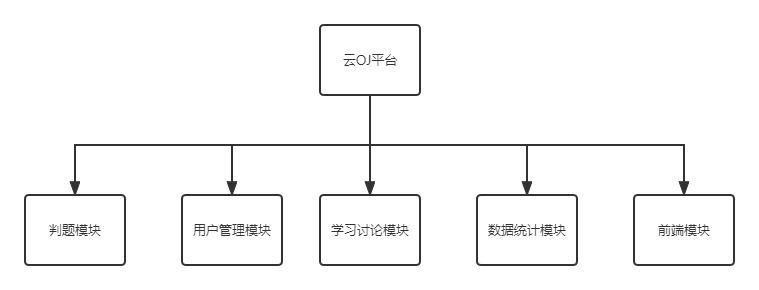 云OJ平台
判题模块
用户管理模块
学习讨论模块
数据统计模块
前端模块